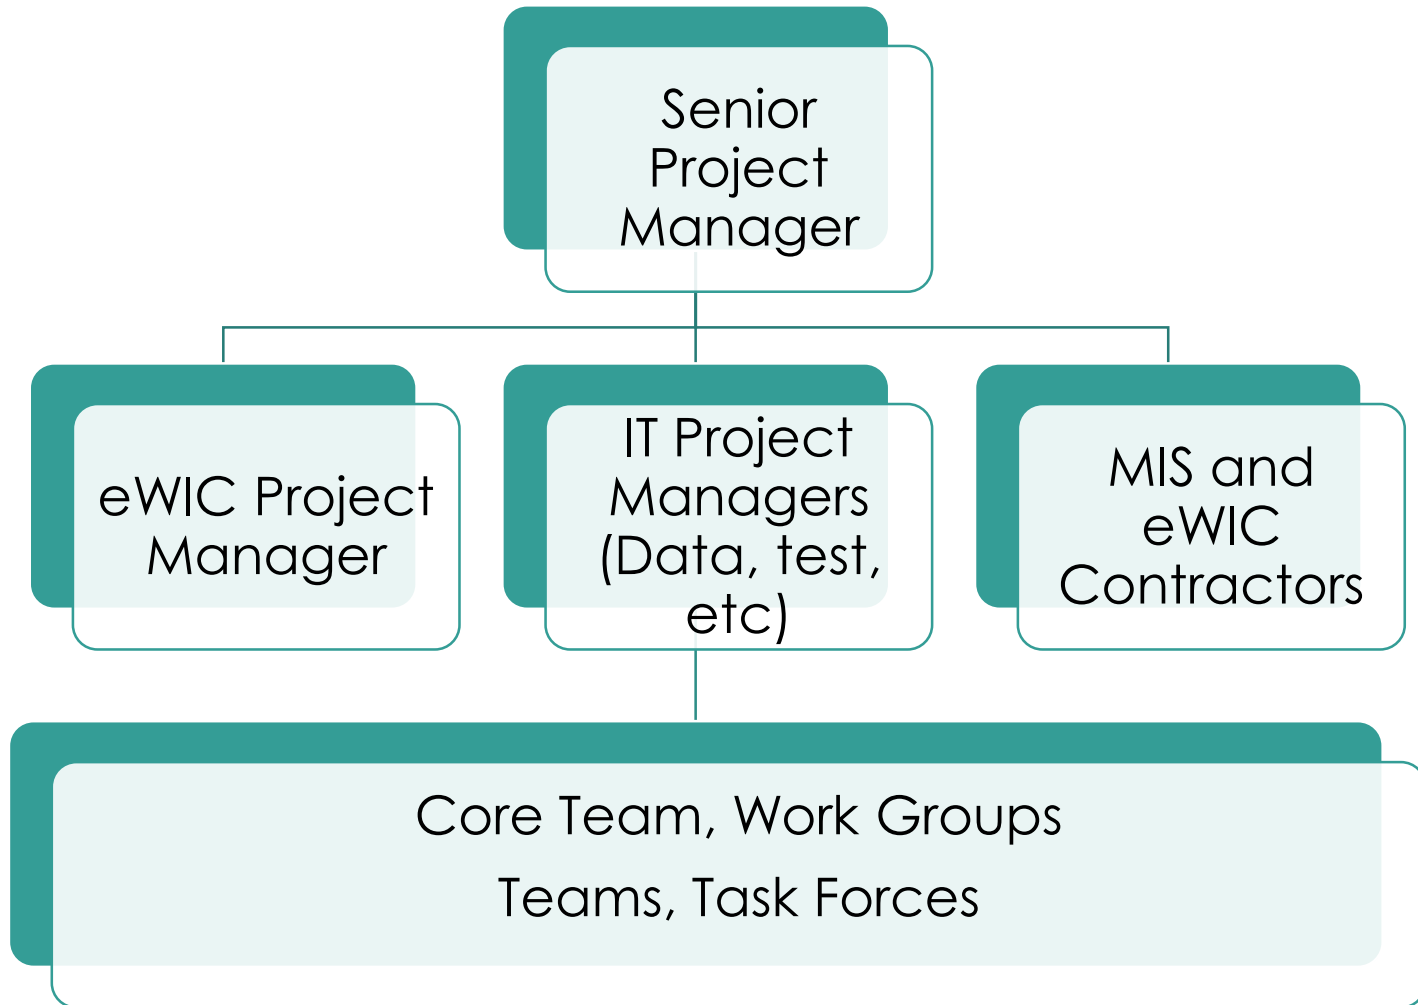 Senior
Project
Manager
eWIC Project
Manager
IT Project
Managers
(Data, test,
etc)
MIS and
eWIC
Contractors
Core Team, Work Groups
Teams, Task Forces